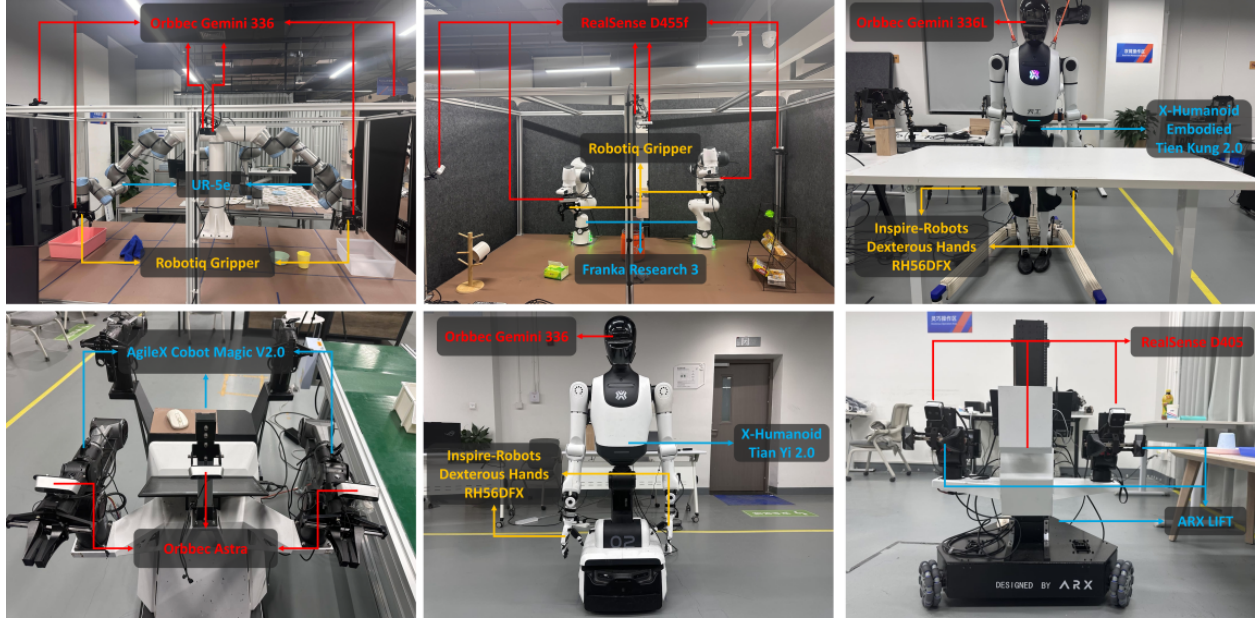 Orbbec Gemini 336
UR-5e
Robotiq Gripper
RealSense D455f
Robotiq Gripper
Franka Research 3
Orbbec Gemini 336L
X-Humanoid
Embodied
Tien Kung 2.0
Inspire-Robots
Dexterous Hands
RH56DFX
AgileX Cobot Magic V2.0
Orbbec Astra
Orbbec Gemini 336
X-Humanoid
Tian Yi 2.0
Inspire-Robots
Dexterous Hands
RH56DFX
02
RealSense D405
ARX LIFT
DESIGNED BY ARX